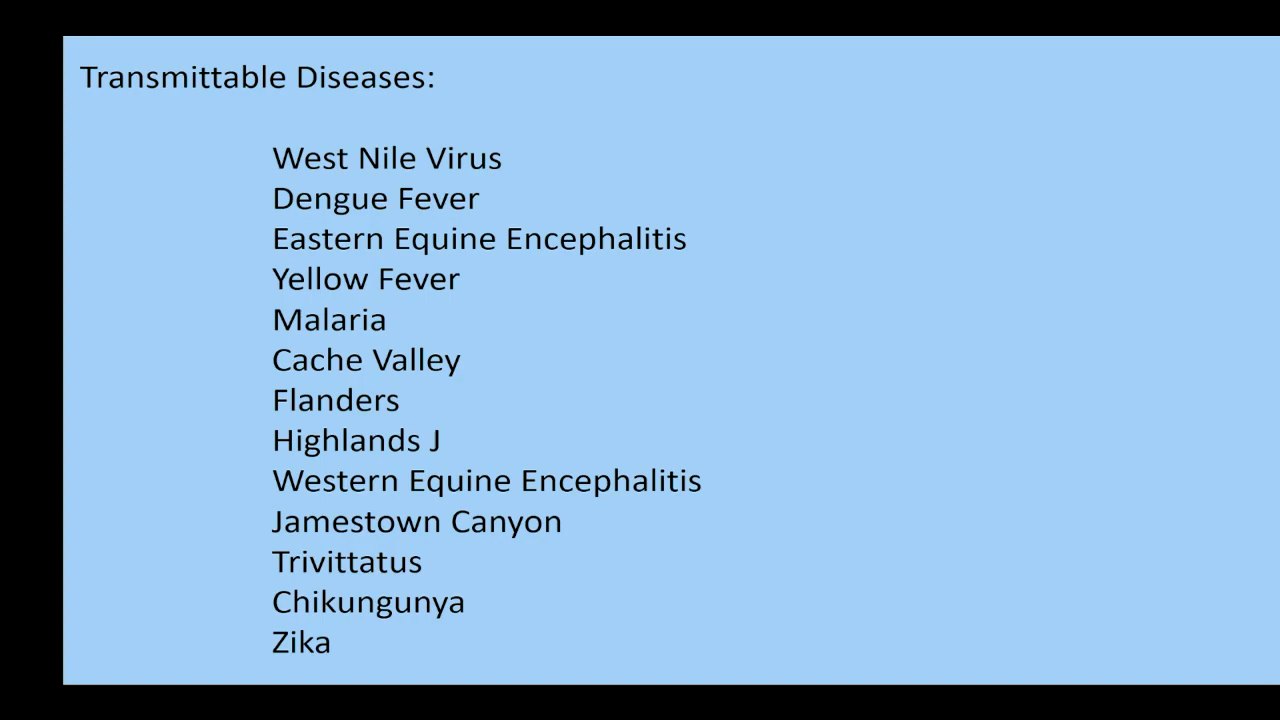 Transmittable Diseases:
West Nile Virus
Dengue Fever
Eastern Equine Encephalitis
Yellow Fever
Malaria
Cache Valley
Flanders
Highlands J
Western Equine Encephalitis
Jamestown Canyon
Trivittatus
Chikungunya
Zika